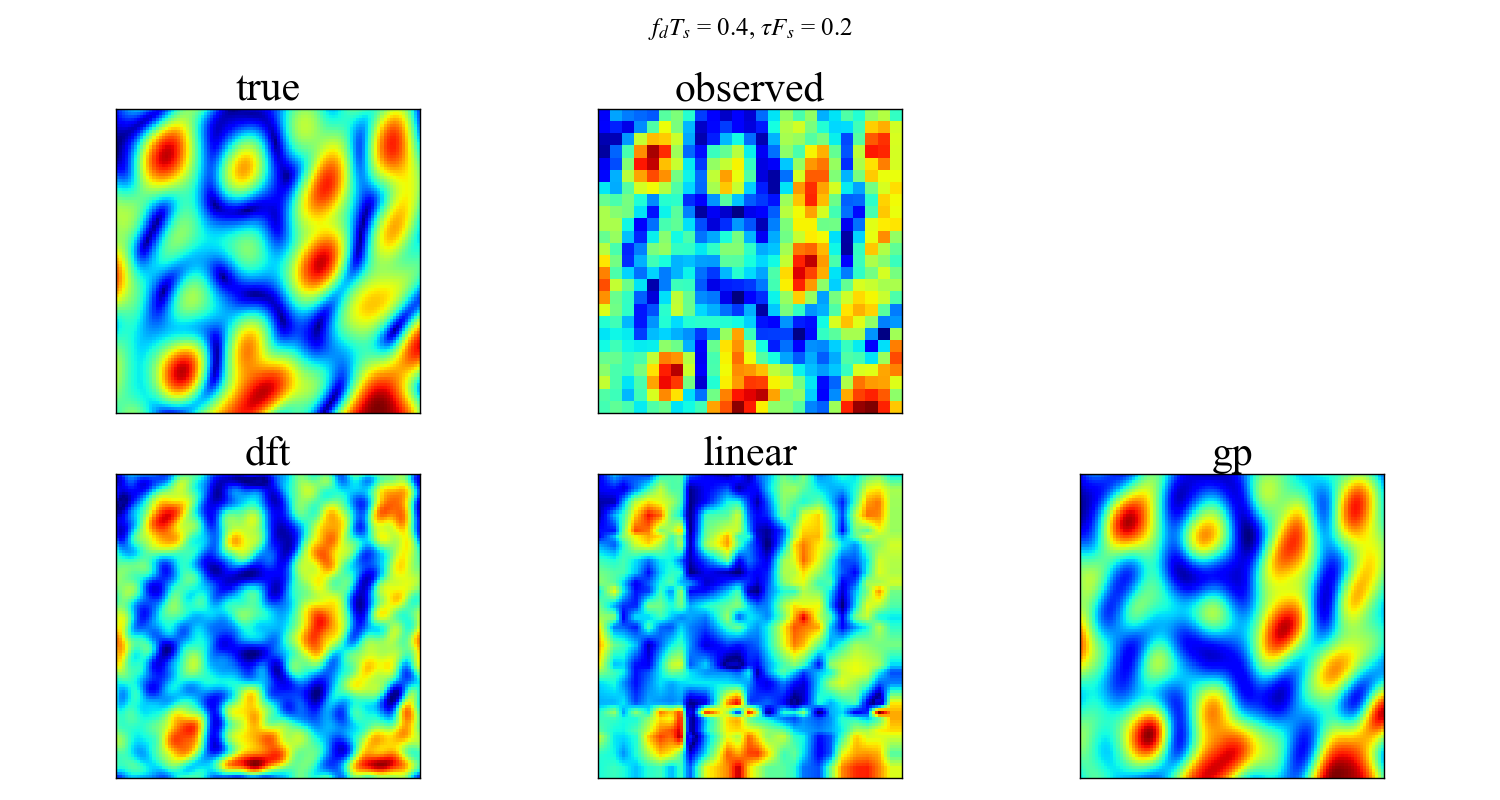 f_d T_s = 0.4, τF_s = 0.2
true
observed
dft
linear
gp